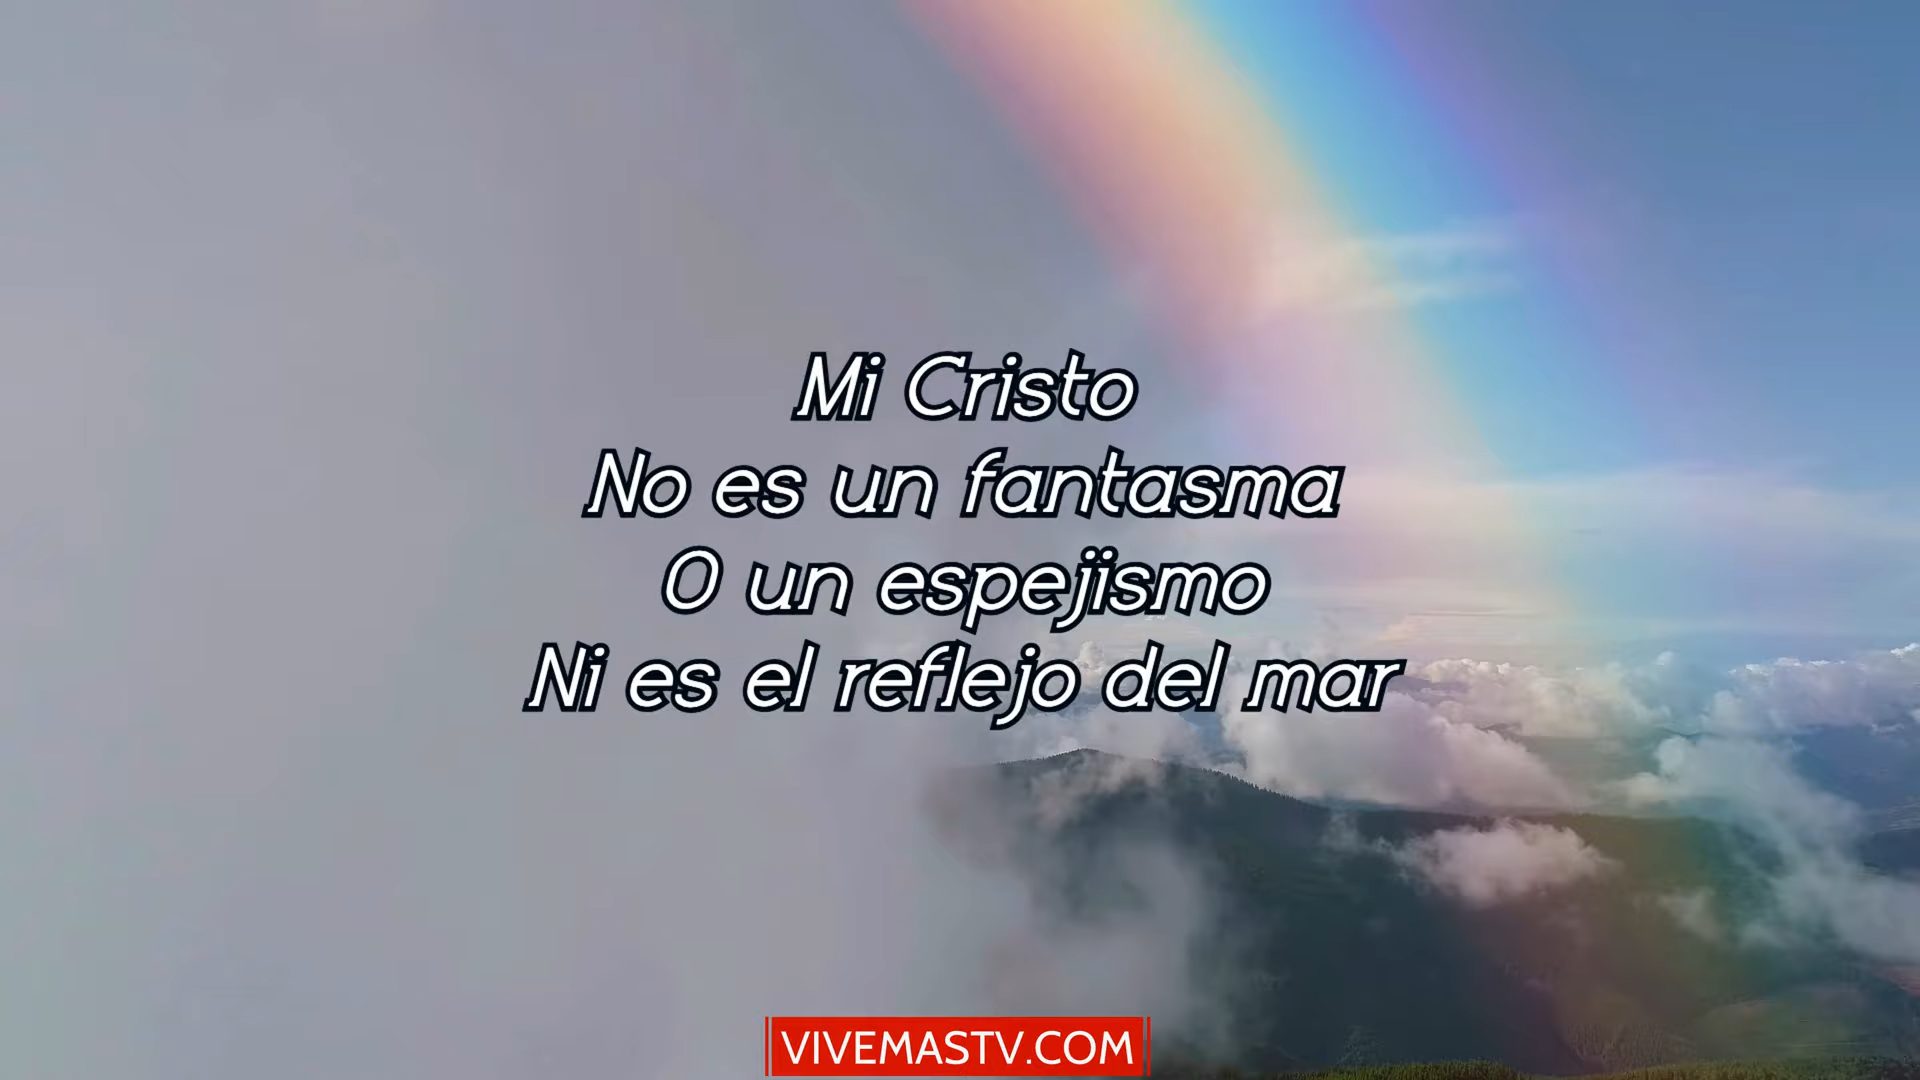 Mi Cristo
No es un fantasma
O un espejismo
Ni es el reflejo del mar
VIVEMASTV.COM